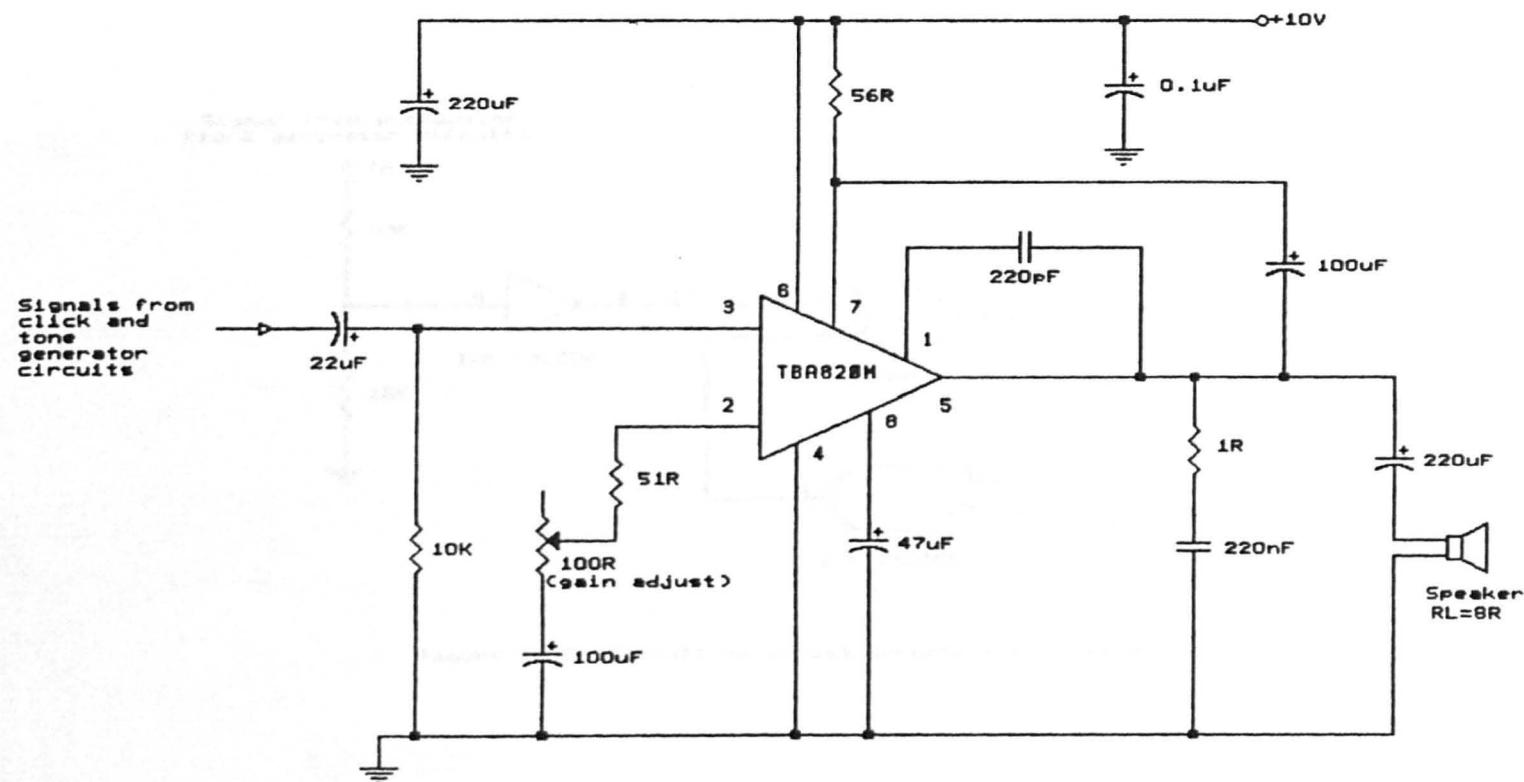 +10V
+
220uF
56R
+
0.1uF
+
100uF
220pF
Signals from
click and
tone
generator
circuits
+
22uF
3
6
7
1
TBA820M
2
5
8
4
51R
1R
+
220uF
10K
100R
(gain adjust)
+
47uF
220nF
Speaker
RL=8R
+
100uF